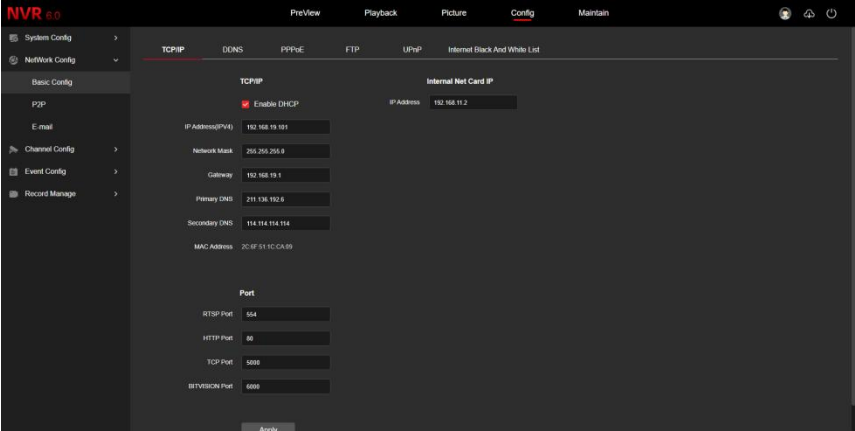 NVR 6.0
PreView Playback Picture Config Maintain
System Config
NetWork Config
Basic Config
P2P
E-mail
Channel Config
Event Config
Record Manage
TCP/IP DDNS PPPoE FTP UPnP Internet Black And White List
TCP/IP
Enable DHCP
IP Address(IPV4) 192.168.19.101
Network Mask 255.255.255.0
Gateway 192.168.19.1
Primary DNS 211.136.192.6
Secondary DNS 114.114.114.114
MAC Address 2C:6F:51:1C:CA:09
Internal Net Card IP
IP Address 192.168.11.2
Port
RTSP Port 554
HTTP Port 80
TCP Port 5000
BITVISION Port 6000
Apply